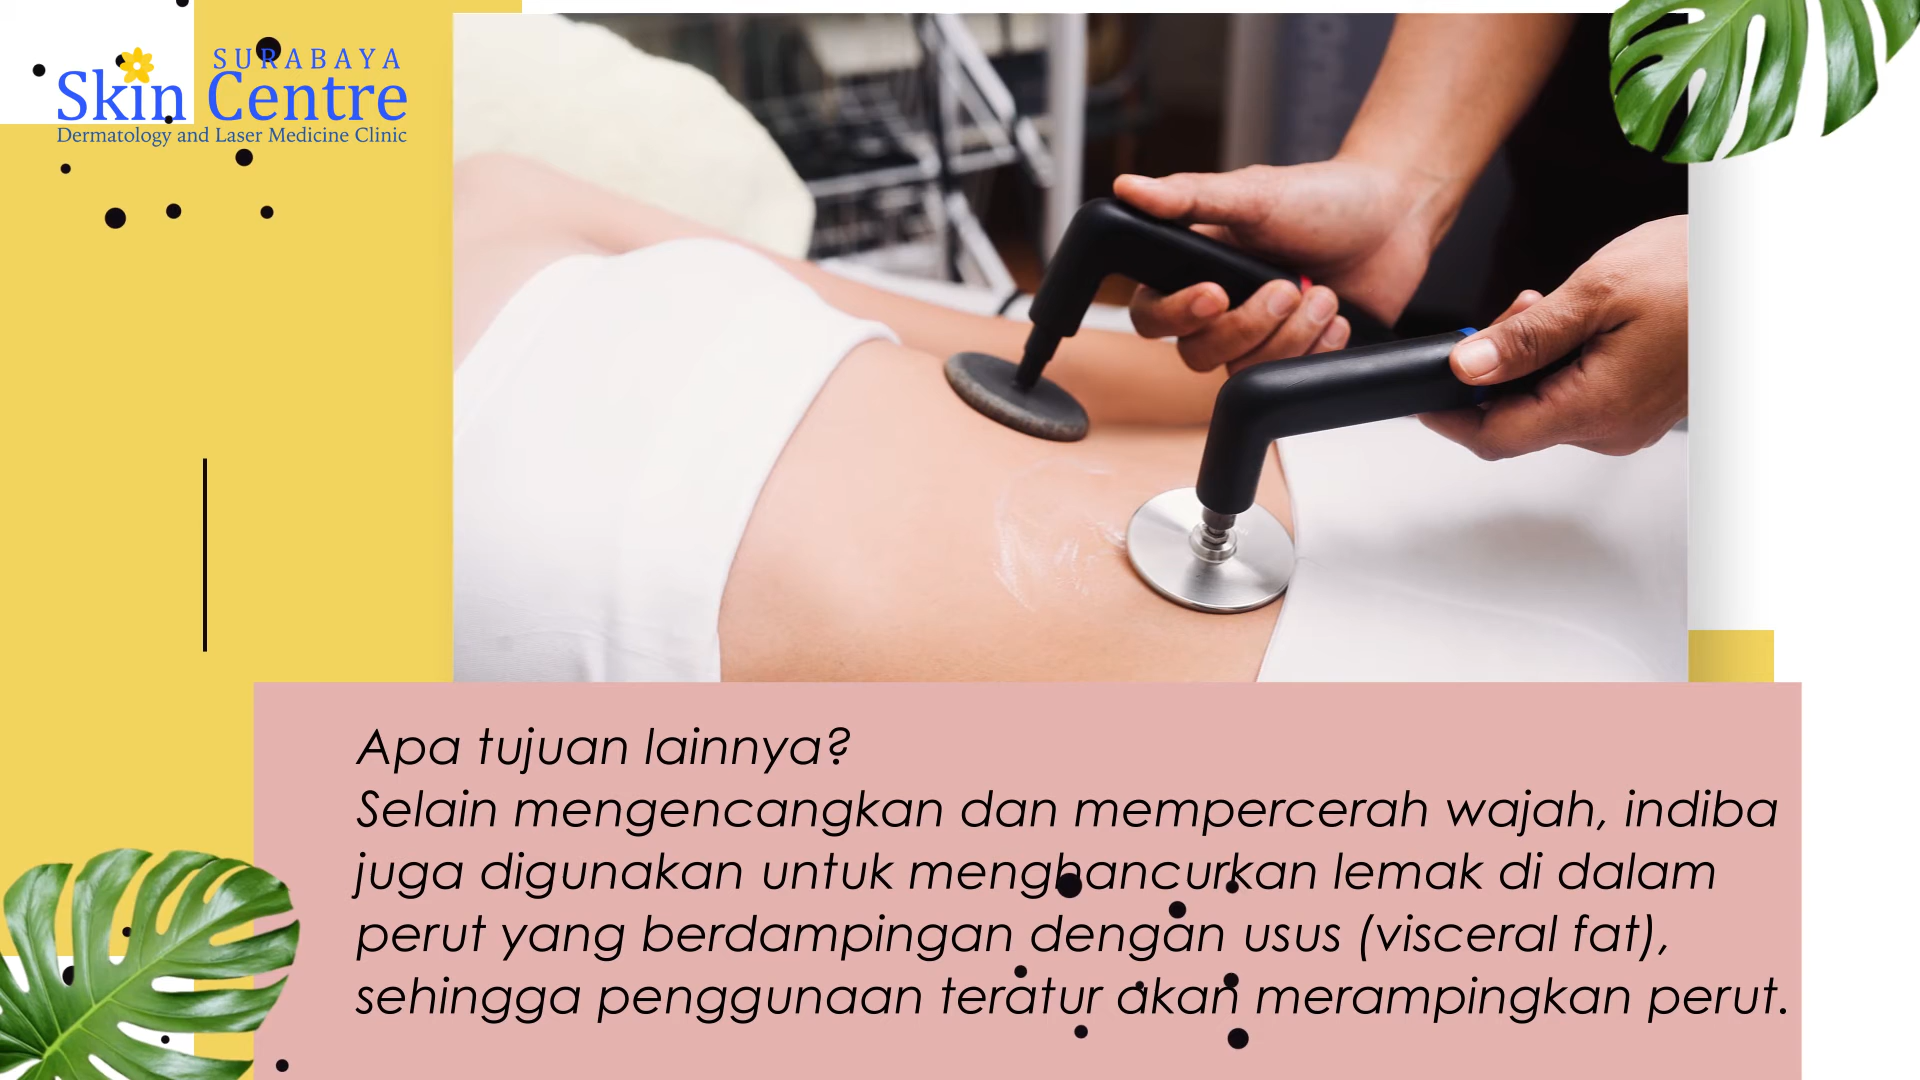 SURABAYA
Skin Centre
Dermatology and Laser Medicine Clinic
Apa tujuan lainnya?
Selain mengencangkan dan mempercerah wajah, indiba
juga digunakan untuk menghancurkan lemak di dalam
perut yang berdampingan dengan usus (visceral fat),
sehingga penggunaan teratur akan merampingkan perut.